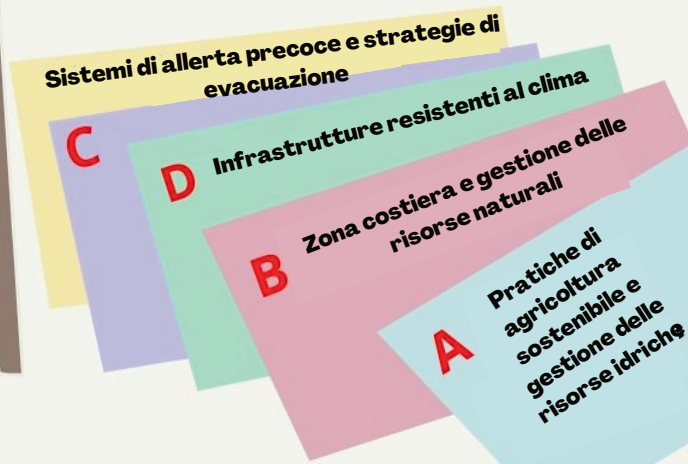 Sistemi di allerta precoce e strategie di
evacuazione
C
Infrastrutture resistenti al clima
D
Zona costiera e gestione delle
risorse naturali
B
Pratiche di
agricoltura
sostenibile e
gestione delle
risorse idriche
A